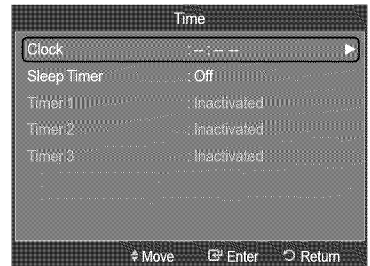 Time
Clock : -- : -- -- ►
Sleep Timer : Off
Timer 1 : Inactivated
Timer 2 : Inactivated
Timer 3 : Inactivated
Move Enter Return